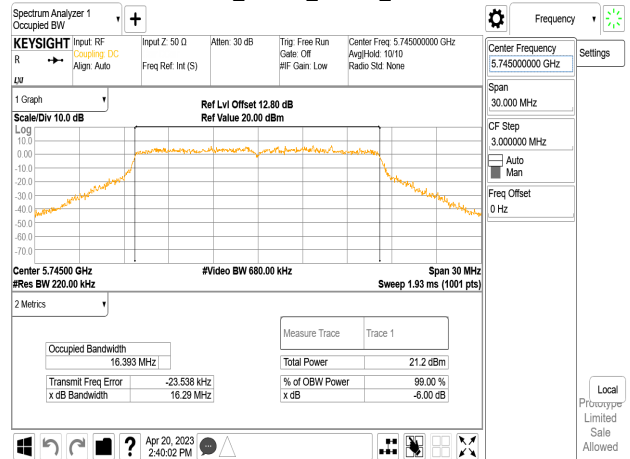 Spectrum Analyzer 1
Occupied BW
Frequency
KEYSIGHT
R
Input: RF
Coupling: DC
Align: Auto
Input Z: 50 Ω
Freq Ref: Int (S)
Atten: 30 dB
Trig: Free Run
Gate: Off
#IF Gain: Low
Center Freq: 5.745000000 GHz
Avg|Hold: 10/10
Radio Std: None
Center Frequency
5.745000000 GHz
Settings
Span
30.000 MHz
CF Step
3.000000 MHz
Auto
Man
Freq Offset
0 Hz
1 Graph
Scale/Div 10.0 dB
Ref Lvl Offset 12.80 dB
Ref Value 20.00 dBm
Log
10.0
0.00
-10.0
-20.0
-30.0
-40.0
-50.0
-60.0
-70.0
Center 5.74500 GHz
#Video BW 680.00 kHz
Span 30 MHz
#Res BW 220.00 kHz
Sweep 1.93 ms (1001 pts)
2 Metrics
Measure Trace
Trace 1
Occupied Bandwidth
16.393 MHz
Total Power
21.2 dBm
Transmit Freq Error
-23.538 kHz
% of OBW Power
99.00 %
x dB Bandwidth
16.29 MHz
x dB
-6.00 dB
Local
Prototype
Limited
Sale
Allowed
?
Apr 20, 2023
2:40:02 PM